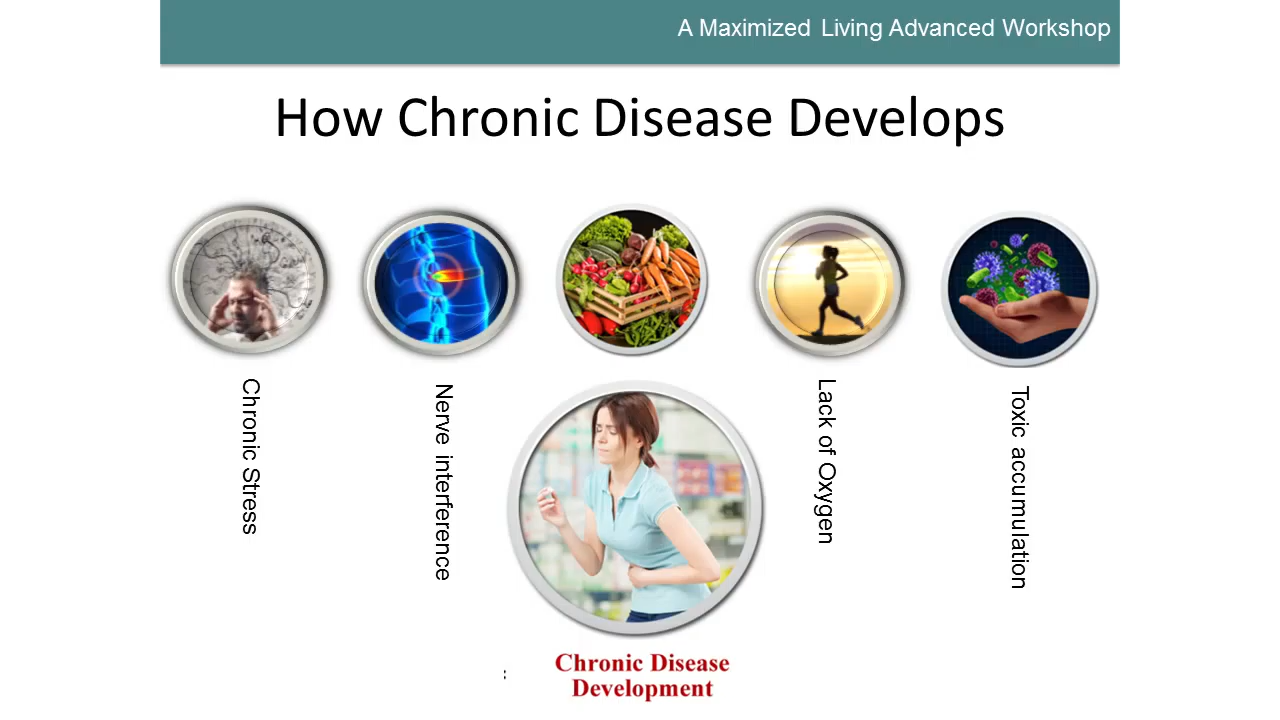 A Maximized Living Advanced Workshop
How Chronic Disease Develops
Chronic Stress
Nerve interference
Lack of Oxygen
Toxic accumulation
:
Chronic Disease
Development